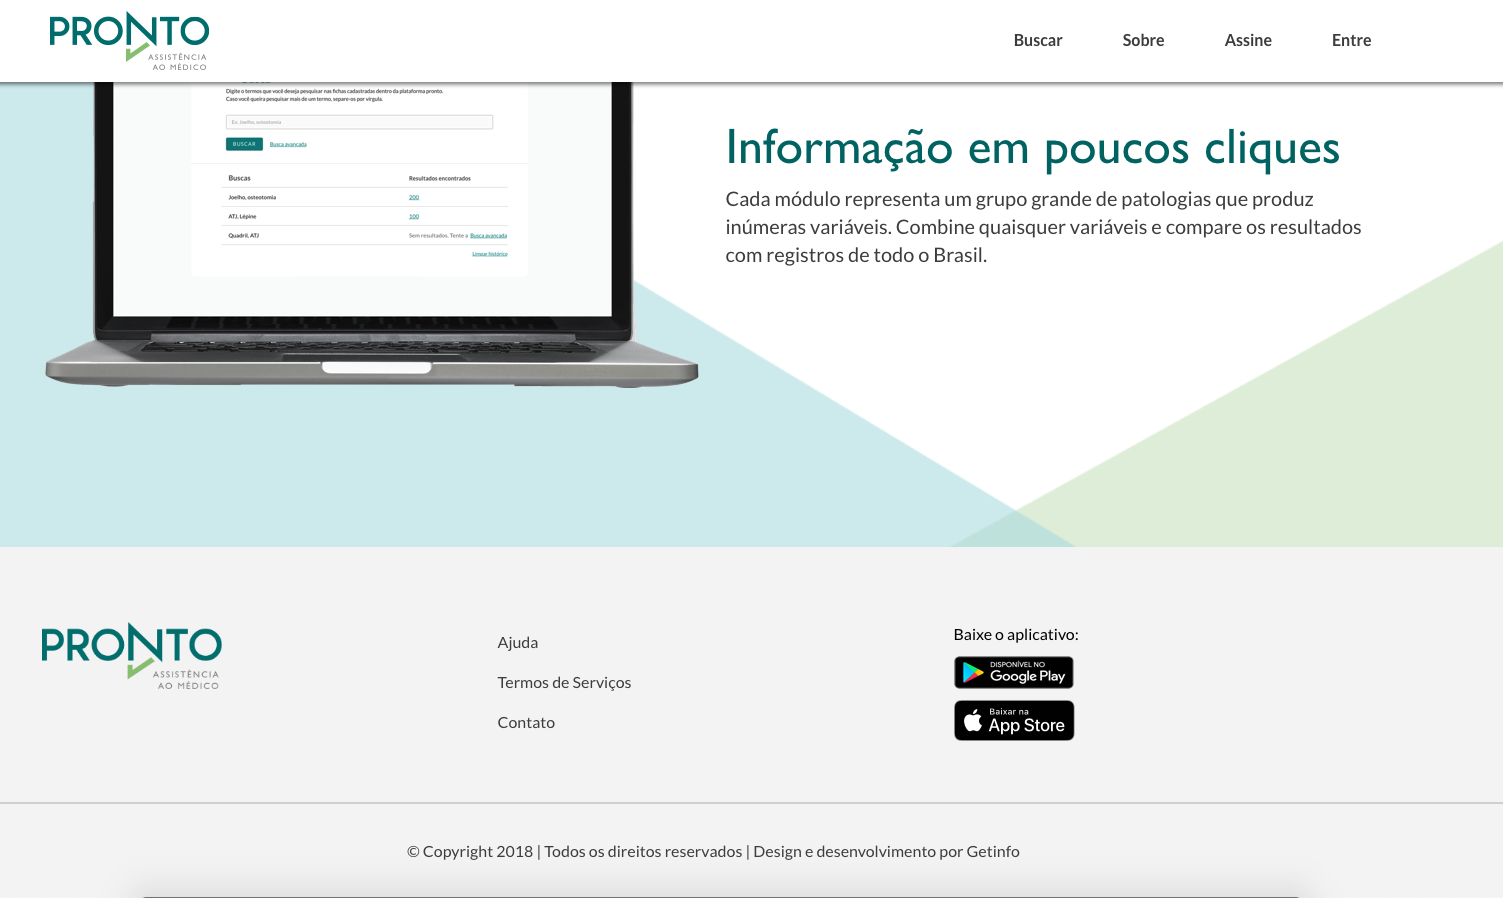 PRONTO
ASSISTÊNCIA
AO MÉDICO
Buscar
Sobre
Assine
Entre
Digite o termos que você deseja pesquisar nas fichas cadastradas dentro da plataforma pronto.
Caso você queira pesquisar mais de um termo, separe-os por vírgula.
Ex. Joelho, osteotomia
BUSCAR
Busca avançada
Buscas
Resultados encontrados
Joelho, osteotomia
200
ATJ, Lépine
100
Quadril, ATJ
Sem resultados. Tente a Busca avançada
Limpar histórico
Informação em poucos cliques
Cada módulo representa um grupo grande de patologias que produz
inúmeras variáveis. Combine quaisquer variáveis e compare os resultados
com registros de todo o Brasil.
PRONTO
ASSISTÊNCIA
AO MÉDICO
Ajuda
Termos de Serviços
Contato
Baixe o aplicativo:
DISPONÍVEL NO
Google Play
Baixar na
App Store
© Copyright 2018 | Todos os direitos reservados | Design e desenvolvimento por Getinfo